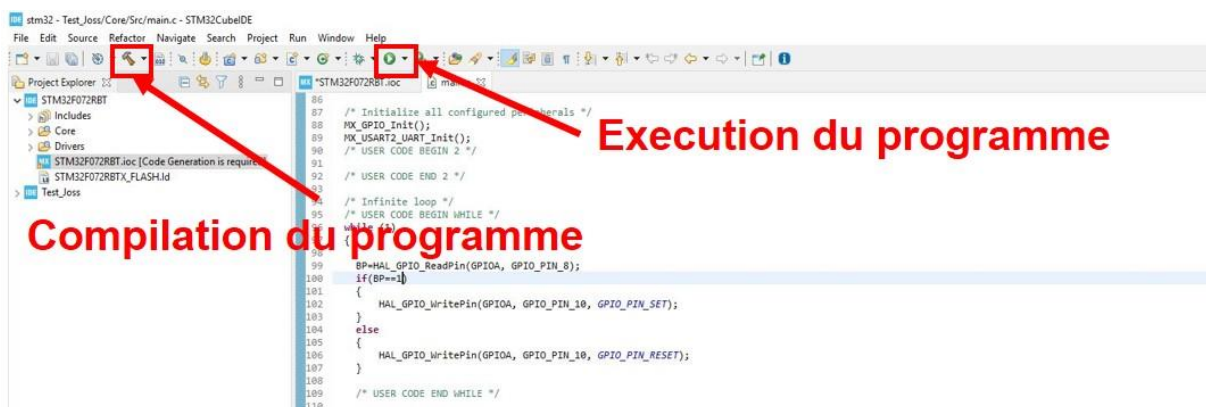 stm32 - Test_Joss/Core/Src/main.c - STM32CubeIDE
File Edit Source Refactor Navigate Search Project Run Window Help
Project Explorer
*STM32F072RBT.ioc
STM32F072RBT
Includes
Core
Drivers
STM32F072RBT.ioc [Code Generation is required]
STM32F072RBTX_FLASH.ld
Test_Joss
86
87 /* Initialize all configured peripherals */
88 MX_GPIO_Init();
89 MX_USART2_UART_Init();
90 /* USER CODE BEGIN 2 */
91
92 /* USER CODE END 2 */
93
94 /* Infinite loop */
95 /* USER CODE BEGIN WHILE */
while (1)
{
98
99 BP=HAL_GPIO_ReadPin(GPIOA, GPIO_PIN_8);
100 if(BP==1)
101 {
102 HAL_GPIO_WritePin(GPIOA, GPIO_PIN_10, GPIO_PIN_SET);
103 }
104 else
105 {
106 HAL_GPIO_WritePin(GPIOA, GPIO_PIN_10, GPIO_PIN_RESET);
107 }
108
109 /* USER CODE END WHILE */
110
Execution du programme
Compilation du programme